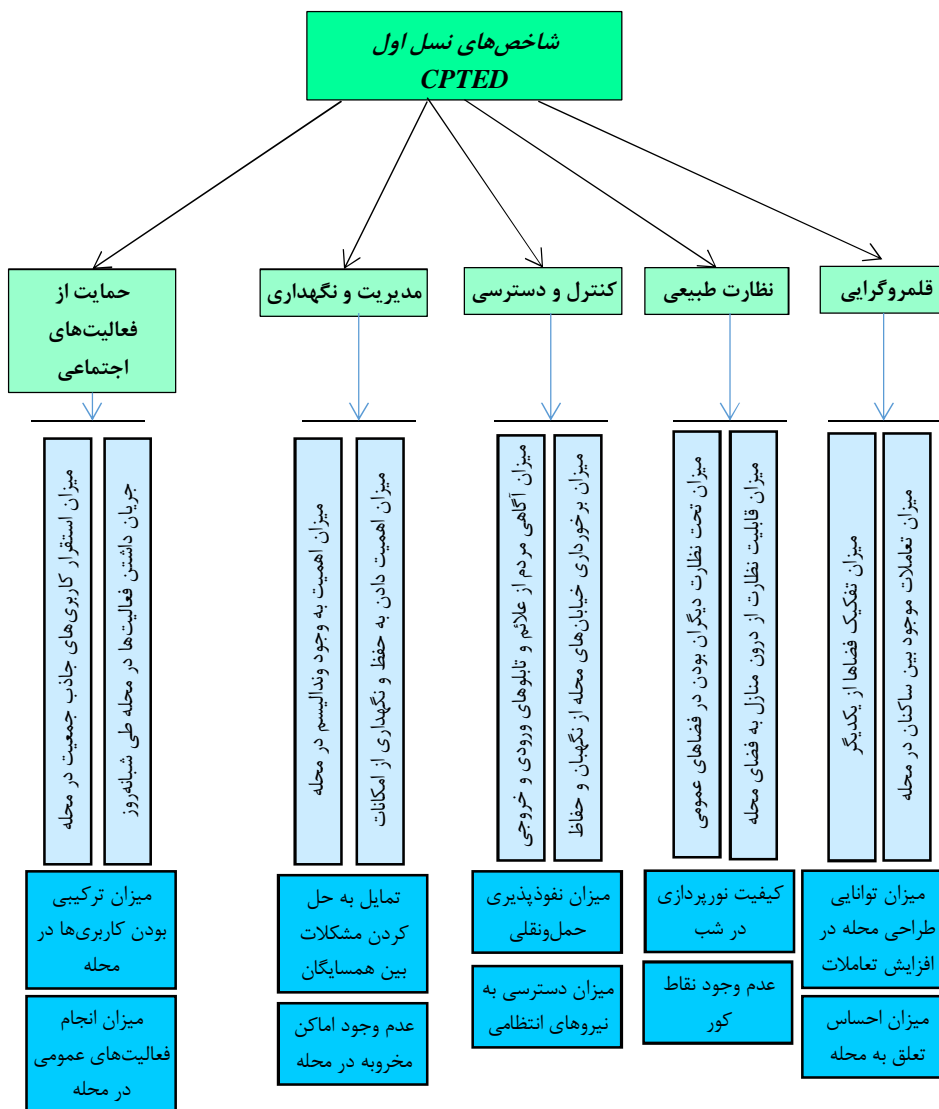 شاخص‌های نسل اول
CPTED
قلمروگرایی
نظارت طبیعی
کنترل و دسترسی
مدیریت و نگهداری
حمایت از
فعالیت‌های
اجتماعی
میزان تعاملات موجود بین ساکنان در محله
میزان تفکیک فضاها از یکدیگر
میزان قابلیت نظارت از درون منازل به فضای محله
میزان تحت نظارت دیگران بودن در فضاهای عمومی
میزان برخورداری خیابان‌های محله از نگهبان و حفاظ
میزان آگاهی مردم از علائم و تابلوهای ورودی و خروجی
میزان اهمیت دادن به حفظ و نگهداری از امکانات
میزان اهمیت به وجود وندالیسم در محله
جریان داشتن فعالیت‌ها در محله طی شبانه‌روز
میزان استقرار کاربری‌های جاذب جمعیت در محله
میزان توانایی
طراحی محله در
افزایش تعاملات
میزان احساس
تعلق به محله
کیفیت نورپردازی
در شب
عدم وجود نقاط
کور
میزان نفوذپذیری
حمل‌ونقلی
میزان دسترسی به
نیروهای انتظامی
تمایل به حل
کردن مشکلات
بین همسایگان
عدم وجود اماکن
مخروبه در محله
میزان ترکیبی
بودن کاربری‌ها در
محله
میزان انجام
فعالیت‌های عمومی
در محله